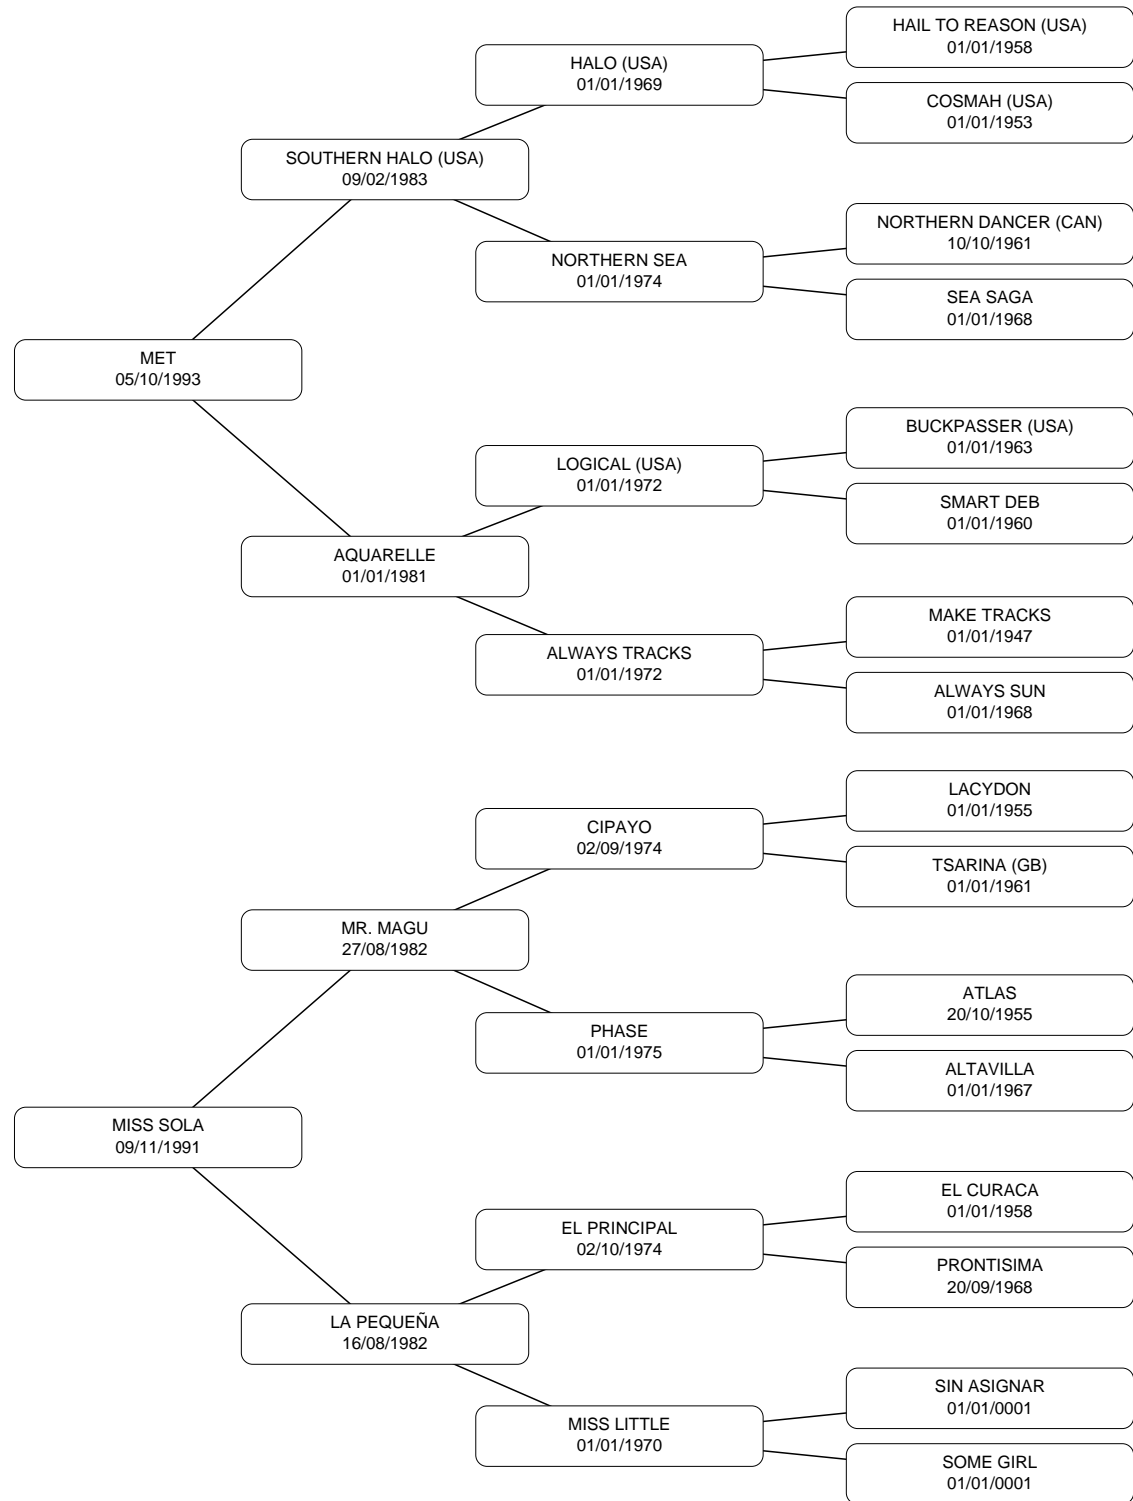 HAIL TO REASON (USA)
01/01/1958
HALO (USA)
01/01/1969
COSMAH (USA)
01/01/1953
SOUTHERN HALO (USA)
09/02/1983
NORTHERN DANCER (CAN)
10/10/1961
NORTHERN SEA
01/01/1974
SEA SAGA
01/01/1968
MET
05/10/1993
BUCKPASSER (USA)
01/01/1963
LOGICAL (USA)
01/01/1972
SMART DEB
01/01/1960
AQUARELLE
01/01/1981
MAKE TRACKS
01/01/1947
ALWAYS TRACKS
01/01/1972
ALWAYS SUN
01/01/1968
LACYDON
01/01/1955
CIPAYO
02/09/1974
TSARINA (GB)
01/01/1961
MR. MAGU
27/08/1982
ATLAS
20/10/1955
PHASE
01/01/1975
ALTAVILLA
01/01/1967
MISS SOLA
09/11/1991
EL CURACA
01/01/1958
EL PRINCIPAL
02/10/1974
PRONTISIMA
20/09/1968
LA PEQUEÑA
16/08/1982
SIN ASIGNAR
01/01/0001
MISS LITTLE
01/01/1970
SOME GIRL
01/01/0001